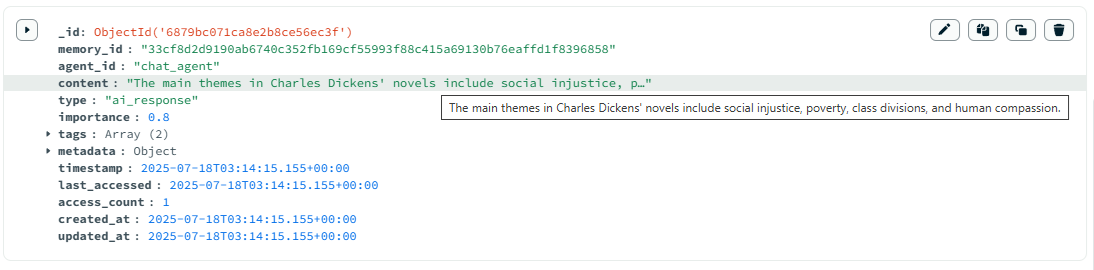 _id: ObjectId('6879bc071ca8e2b8ce56ec3f')
memory_id : "33cf8d2d9190ab6740c352fb169cf55993f88c415a69130b76eaffd1f8396858"
agent_id : "chat_agent"
content : "The main themes in Charles Dickens' novels include social injustice, p…"
type : "ai_response"
The main themes in Charles Dickens' novels include social injustice, poverty, class divisions, and human compassion.
importance : 0.8
tags : Array (2)
metadata : Object
timestamp : 2025-07-18T03:14:15.155+00:00
last_accessed : 2025-07-18T03:14:15.155+00:00
access_count : 1
created_at : 2025-07-18T03:14:15.155+00:00
updated_at : 2025-07-18T03:14:15.155+00:00